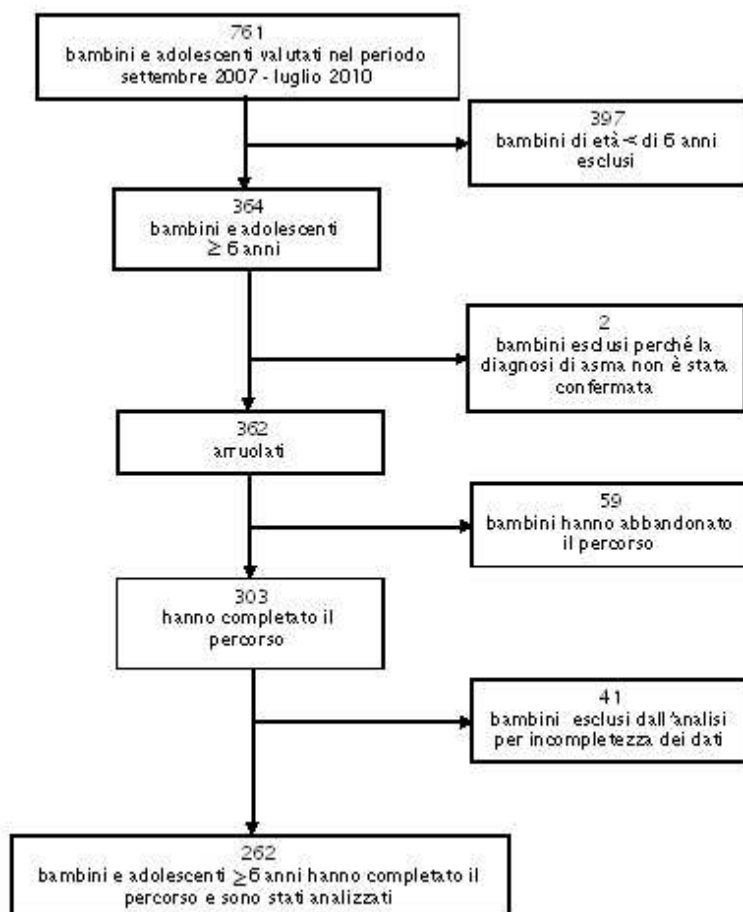 761
bambini e adolescenti valutati nel periodo
settembre 2007 - luglio 2010
397
bambini di età < di 6 anni
esclusi
364
bambini e adolescenti
≥ 6 anni
2
bambini esclusi perché la
diagnosi di asma non è stata
confermata
362
arruolati
59
bambini hanno abbandonato
il percorso
303
hanno completato il
percorso
41
bambini esclusi dall'analisi
per incompletezza dei dati
262
bambini e adolescenti ≥6 anni hanno completato il
percorso e sono stati analizzati